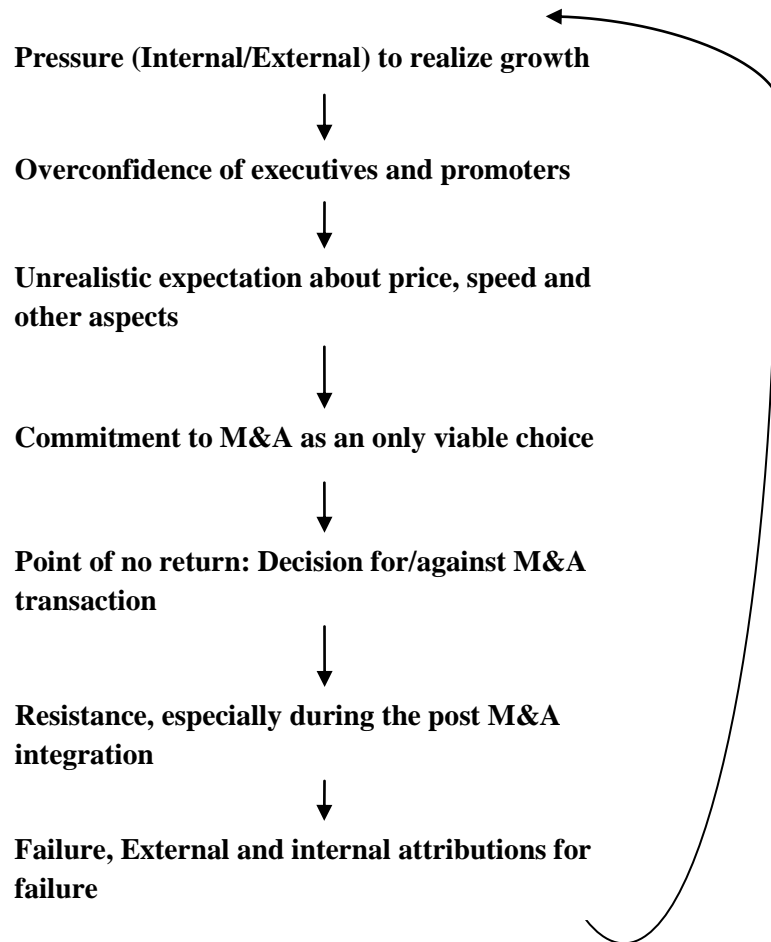 Pressure (Internal/External) to realize growth
Overconfidence of executives and promoters
Unrealistic expectation about price, speed and
other aspects
Commitment to M&A as an only viable choice
Point of no return: Decision for/against M&A
transaction
Resistance, especially during the post M&A
integration
Failure, External and internal attributions for
failure